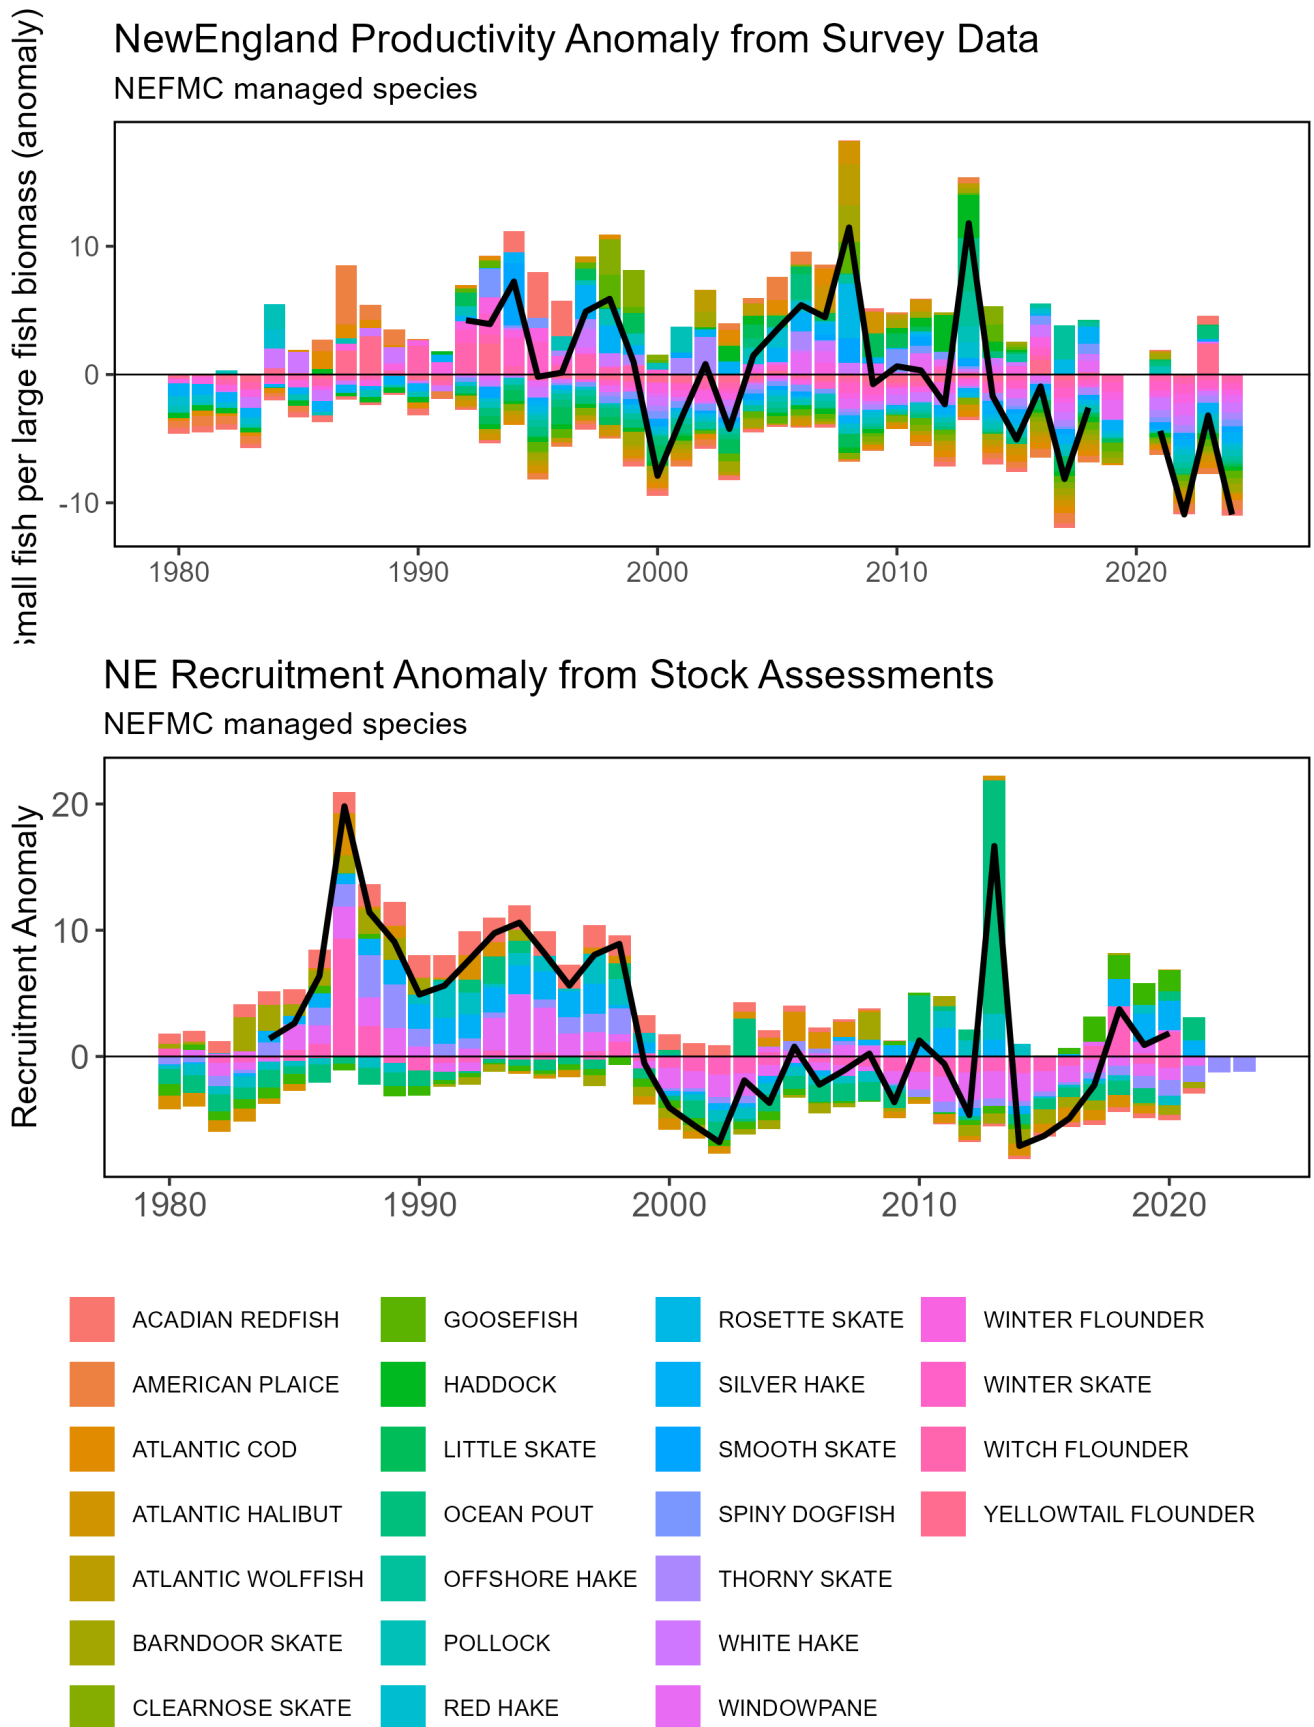 NewEngland Productivity Anomaly from Survey Data
NEFMC managed species
fish per large fish biomass (anomaly)
10
0
-10
1980
1990
2000
2010
2020
NE Recruitment Anomaly from Stock Assessments
NEFMC managed species
Recruitment Anomaly
20
10
0
1980
1990
2000
2010
2020
ACADIAN REDFISH
AMERICAN PLAICE
ATLANTIC COD
ATLANTIC HALIBUT
ATLANTIC WOLFFISH
BARNDOOR SKATE
CLEARNOSE SKATE
GOOSEFISH
HADDOCK
LITTLE SKATE
OCEAN POUT
OFFSHORE HAKE
POLLOCK
RED HAKE
ROSETTE SKATE
SILVER HAKE
SMOOTH SKATE
SPINY DOGFISH
THORNY SKATE
WHITE HAKE
WINDOWPANE
WINTER FLOUNDER
WINTER SKATE
WITCH FLOUNDER
YELLOWTAIL FLOUNDER